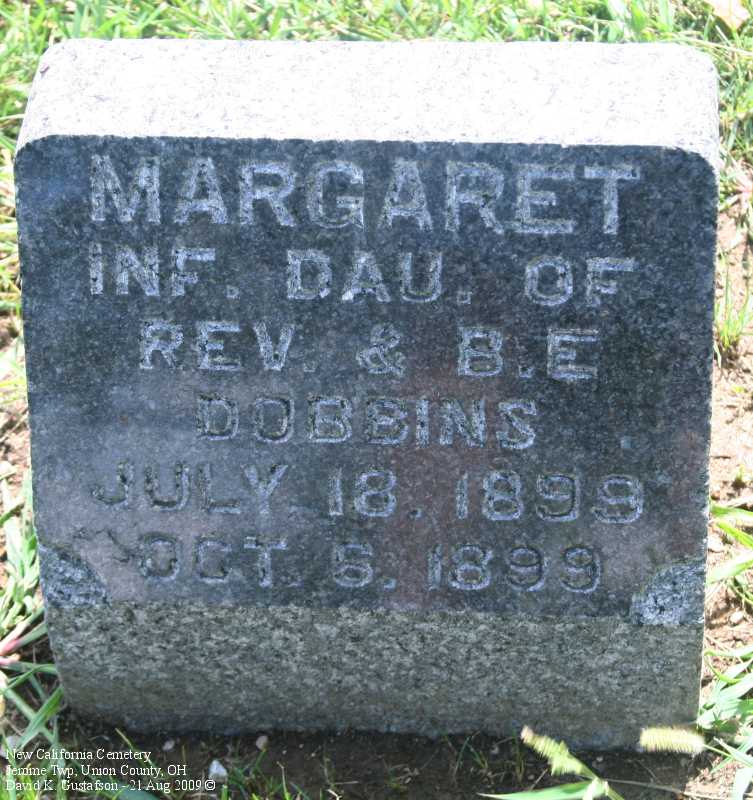 MARGARET
INF. DAU. OF
REV. & B.E
DOBBINS
JULY 18. 1899
OCT. 5. 1899
New California Cemetery
Jerome Twp, Union County, OH
David K. Gustafson - 21 Aug 2009 ©